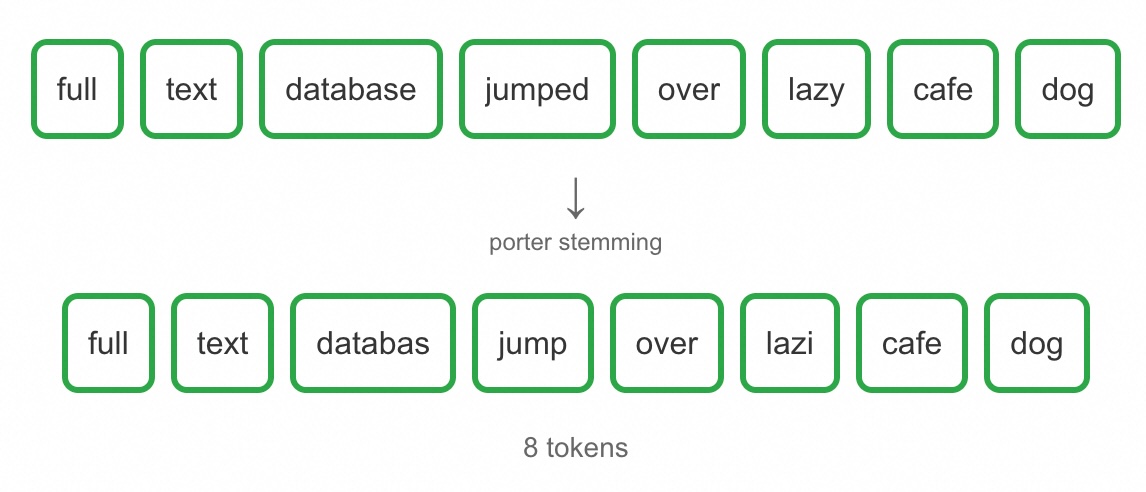 full text database jumped over lazy cafe dog
↓
porter stemming
full text databas jump over lazi cafe dog
8 tokens